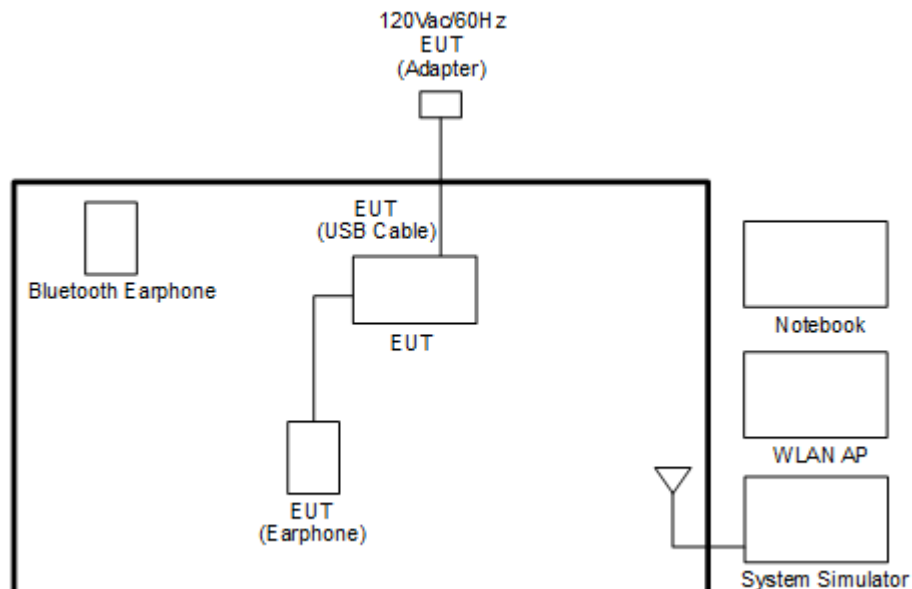 120Vac/60Hz
EUT
(Adapter)
EUT
(USB Cable)
Bluetooth Earphone
EUT
Notebook
WLAN AP
EUT
(Earphone)
System Simulator